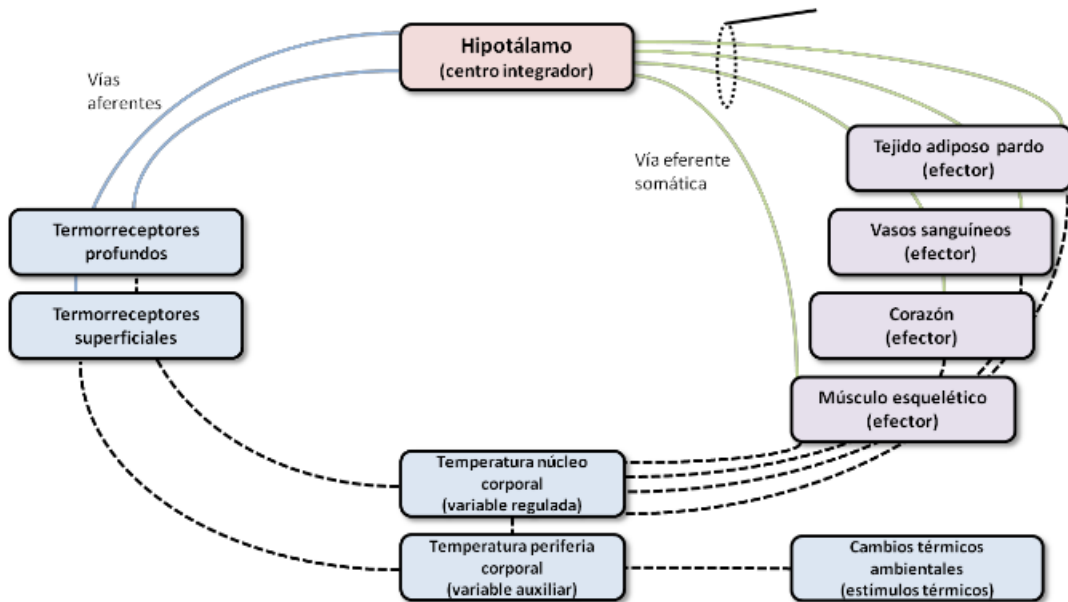 Hipotálamo
(centro integrador)
Vías
aferentes
Vía eferente
somática
Tejido adiposo pardo
(efector)
Vasos sanguíneos
(efector)
Corazón
(efector)
Músculo esquelético
(efector)
Termorreceptores
profundos
Termorreceptores
superficiales
Temperatura núcleo
corporal
(variable regulada)
Temperatura periferia
corporal
(variable auxiliar)
Cambios térmicos
ambientales
(estímulos térmicos)